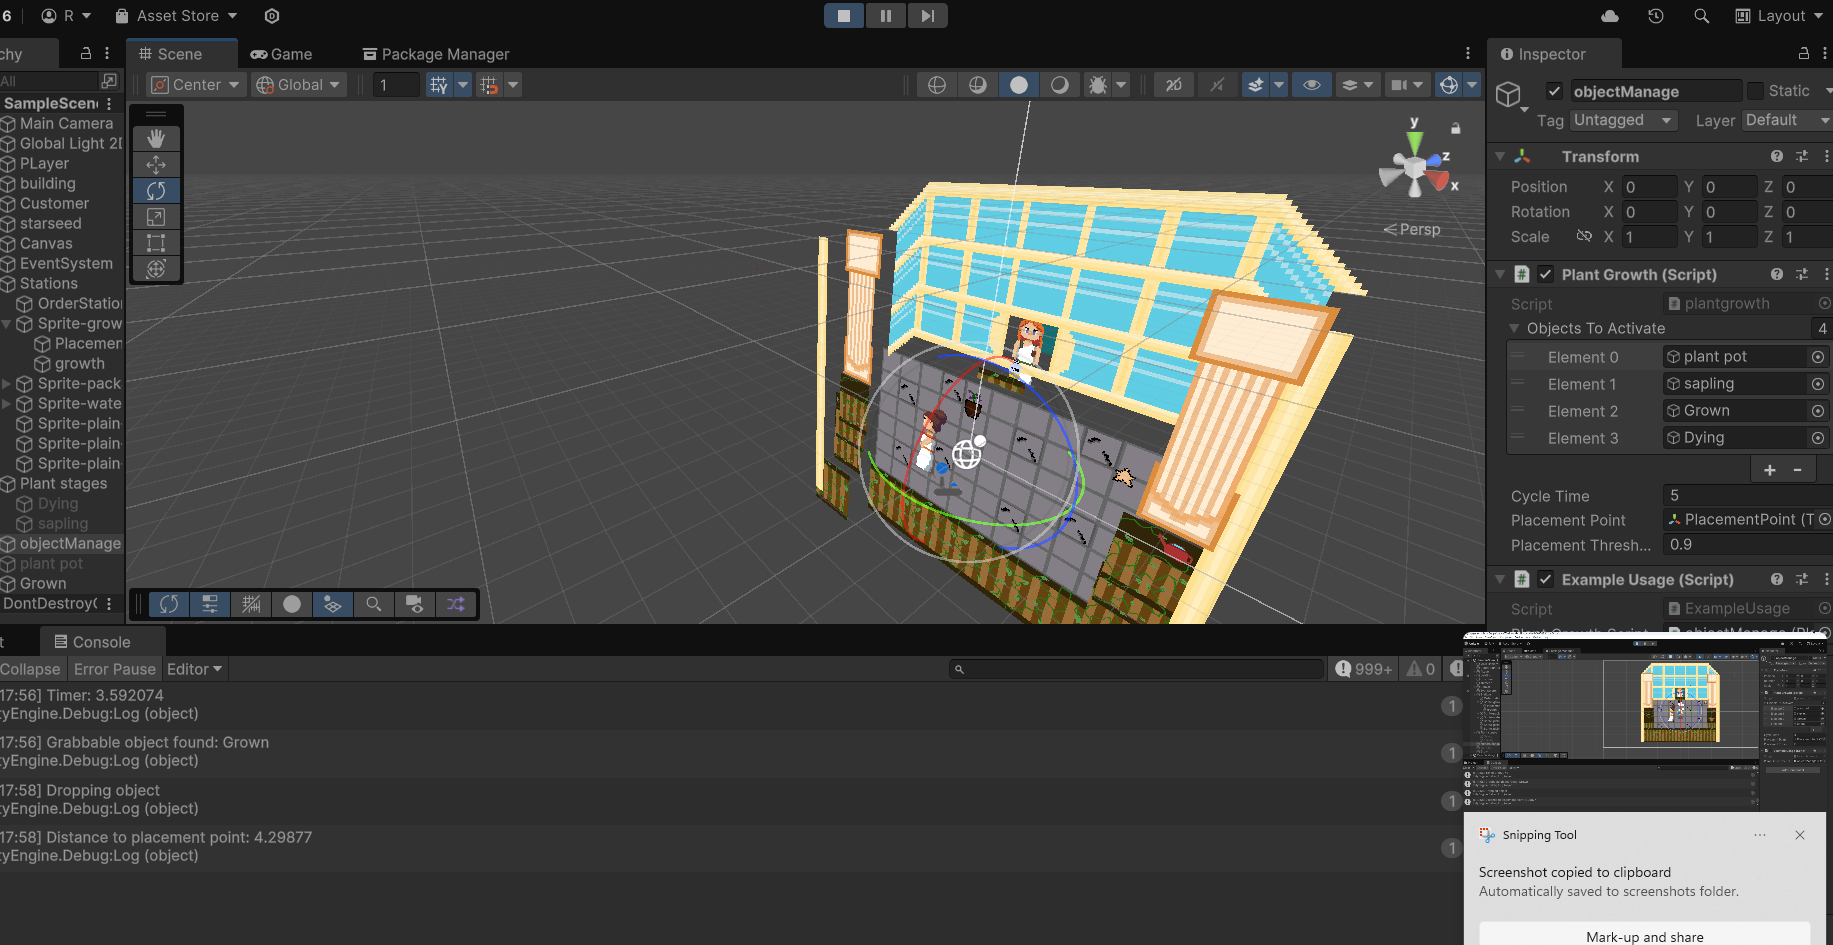 6 R Asset Store Layout
chy
All
SampleScen
Main Camera
Global Light 2D
PLayer
building
Customer
starseed
Canvas
EventSystem
Stations
OrderStatio
Sprite-grow
Placemen
growth
Sprite-pack
Sprite-wate
Sprite-plain
Sprite-plain
Sprite-plain
Plant stages
Dying
sapling
objectManage
plant pot
Grown
DontDestroyO
Scene Game Package Manager
Center Global 1 2D
y
z
x
Persp
Inspector
objectManage Static
Tag Untagged Layer Default
Transform
Position X 0 Y 0 Z 0
Rotation X 0 Y 0 Z 0
Scale X 1 Y 1 Z 1
Plant Growth (Script)
Script plantgrowth
Objects To Activate 4
Element 0 plant pot
Element 1 sapling
Element 2 Grown
Element 3 Dying
+ -
Cycle Time 5
Placement Point PlacementPoint (T
Placement Thresh... 0.9
Example Usage (Script)
Script ExampleUsage
t Console
Collapse Error Pause Editor 999+ 0
17:56] Timer: 3.592074
tyEngine.Debug:Log (object)
1
17:56] Grabbable object found: Grown
tyEngine.Debug:Log (object)
1
17:58] Dropping object
tyEngine.Debug:Log (object)
1
17:58] Distance to placement point: 4.29877
tyEngine.Debug:Log (object)
1
Snipping Tool
Screenshot copied to clipboard
Automatically saved to screenshots folder.
Mark-up and share